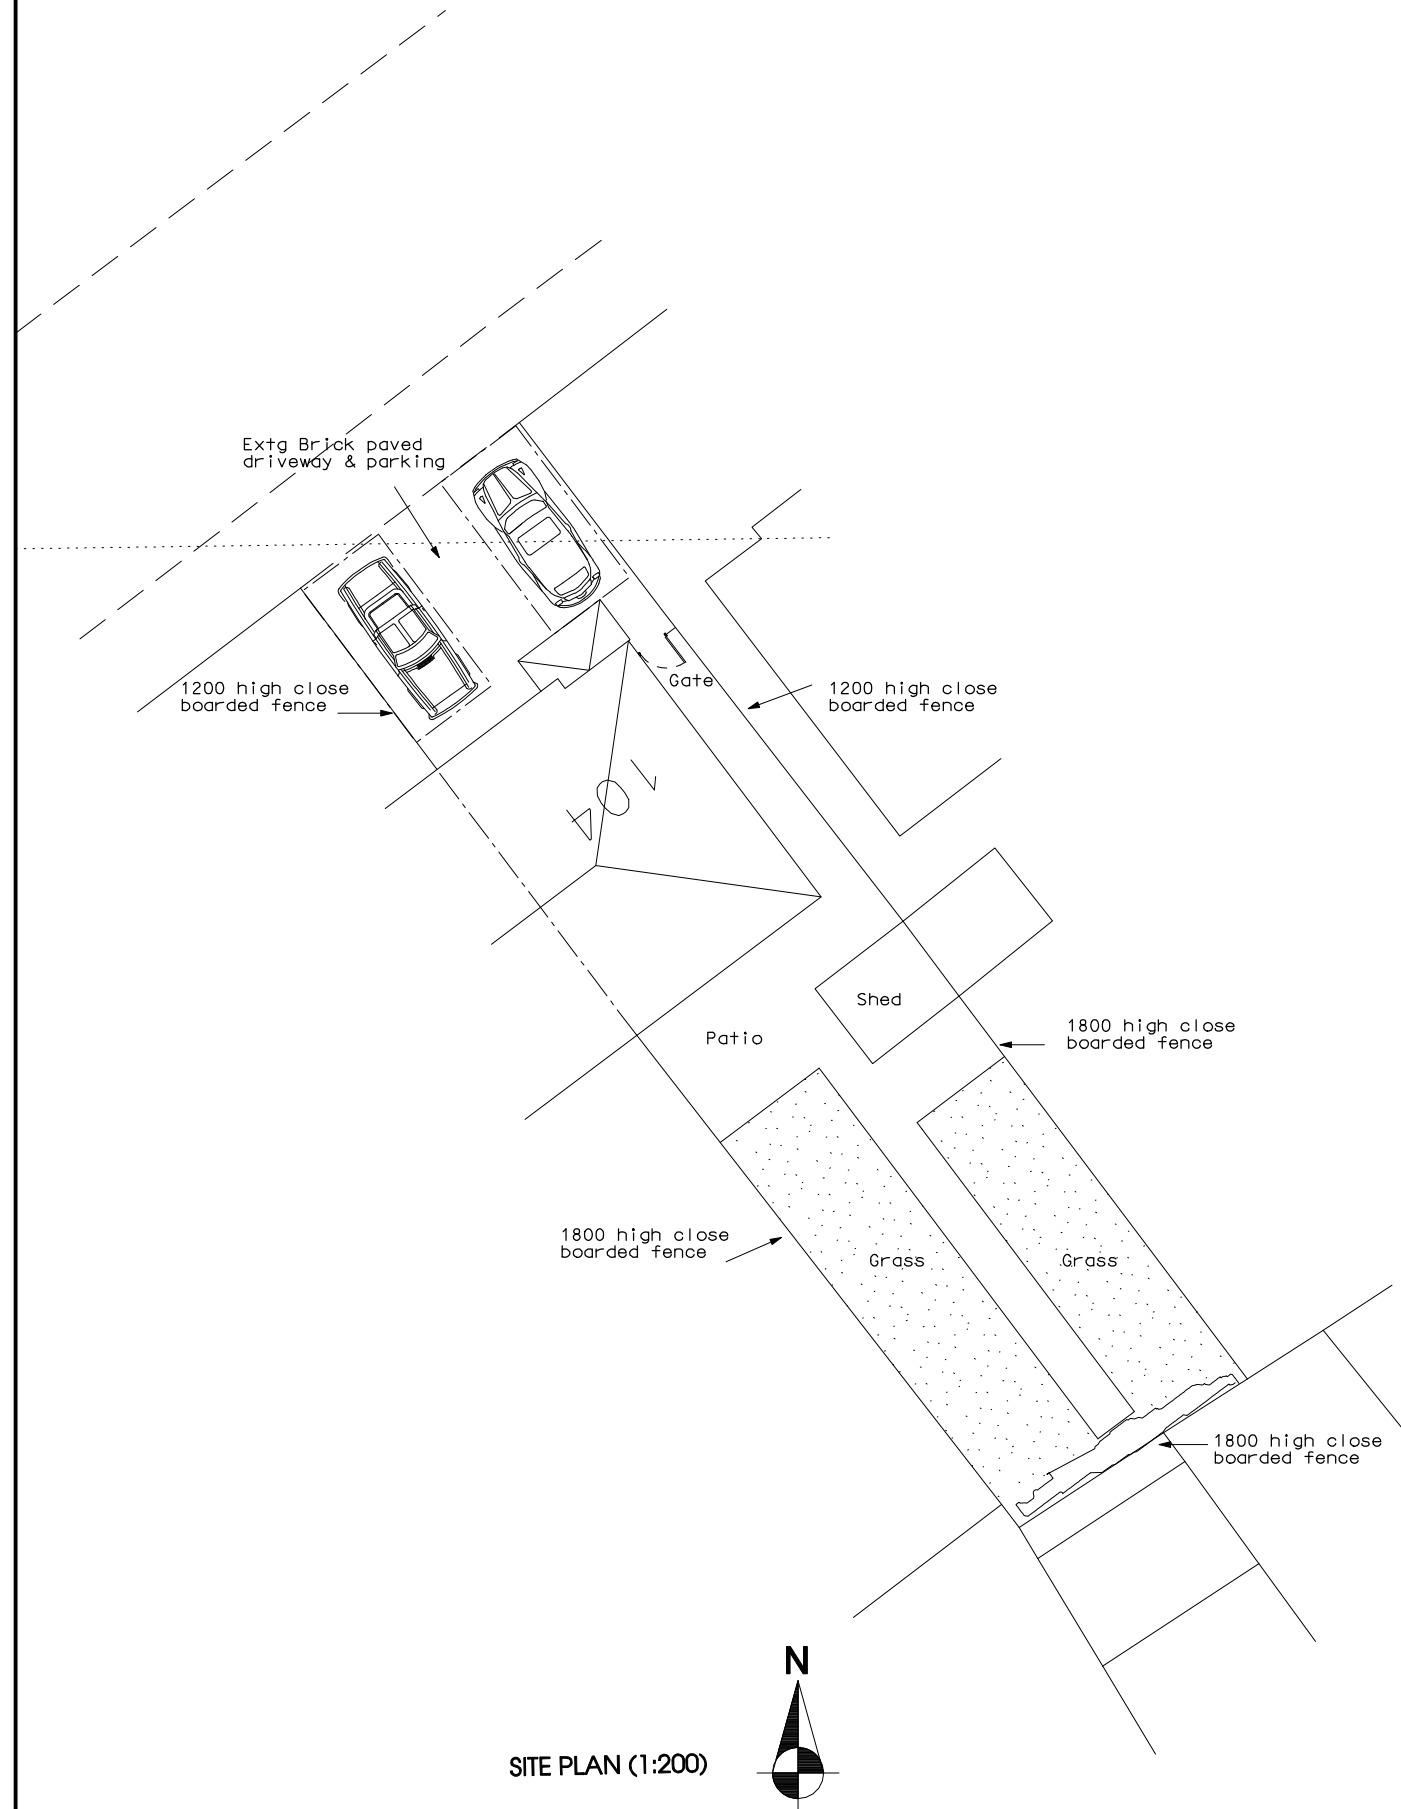 Extg Brick paved
driveway & parking
1200 high close
boarded fence
Gate
1200 high close
boarded fence
104
Shed
Patio
1800 high close
boarded fence
1800 high close
boarded fence
Grass
Grass
1800 high close
boarded fence
N
SITE PLAN (1:200)